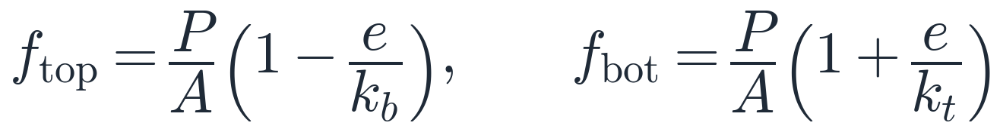 f_top = P/A (1 − e/k_b),    f_bot = P/A (1 + e/k_t)